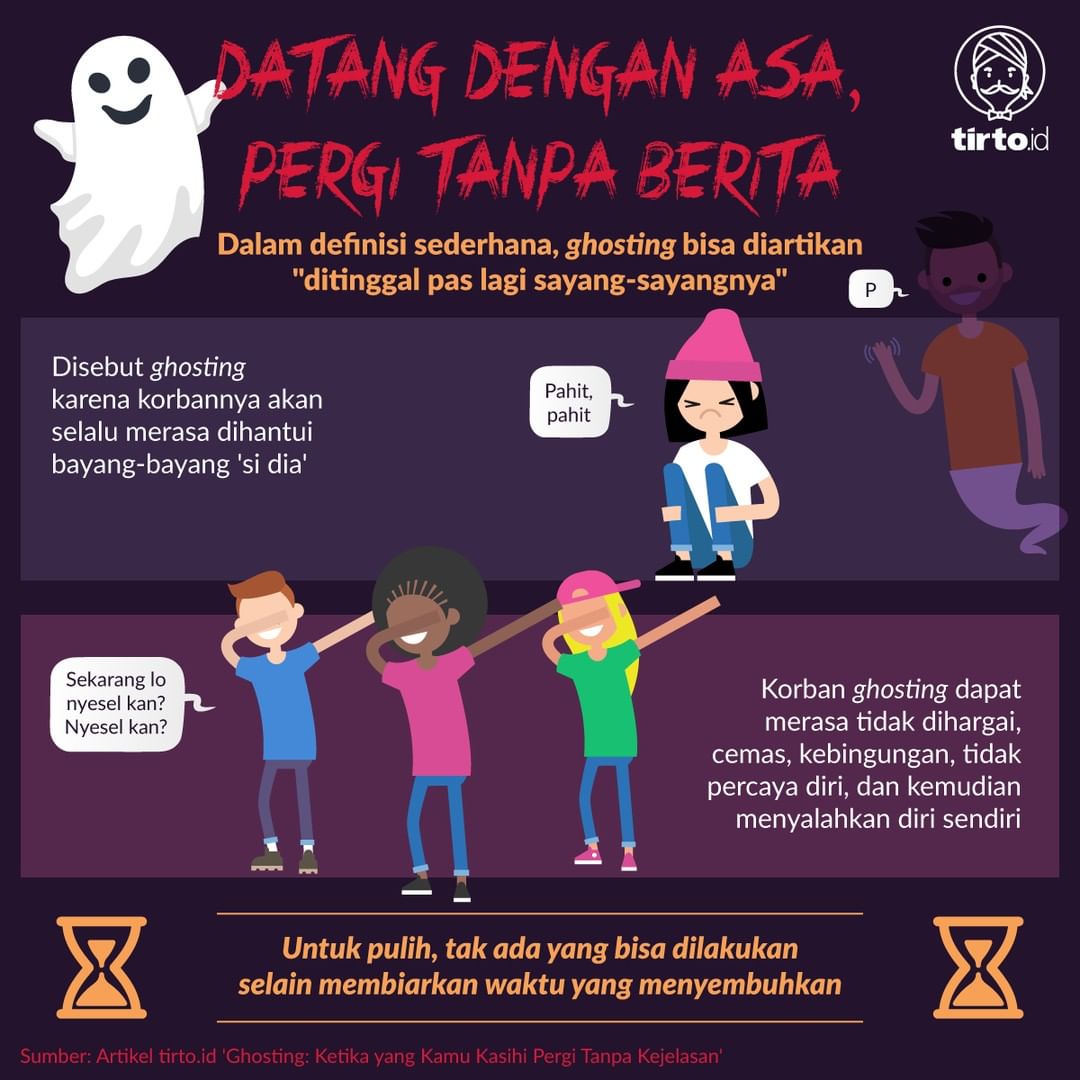 DATANG DENGAN ASA,
PERGI TANPA BERITA
tirto.id
Dalam definisi sederhana, ghosting bisa diartikan
"ditinggal pas lagi sayang-sayangnya"
P
Disebut ghosting
karena korbannya akan
selalu merasa dihantui
bayang-bayang 'si dia'
Pahit,
pahit
Sekarang lo
nyesel kan?
Nyesel kan?
Korban ghosting dapat
merasa tidak dihargai,
cemas, kebingungan, tidak
percaya diri, dan kemudian
menyalahkan diri sendiri
Untuk pulih, tak ada yang bisa dilakukan
selain membiarkan waktu yang menyembuhkan
Sumber: Artikel tirto.id 'Ghosting: Ketika yang Kamu Kasihi Pergi Tanpa Kejelasan'